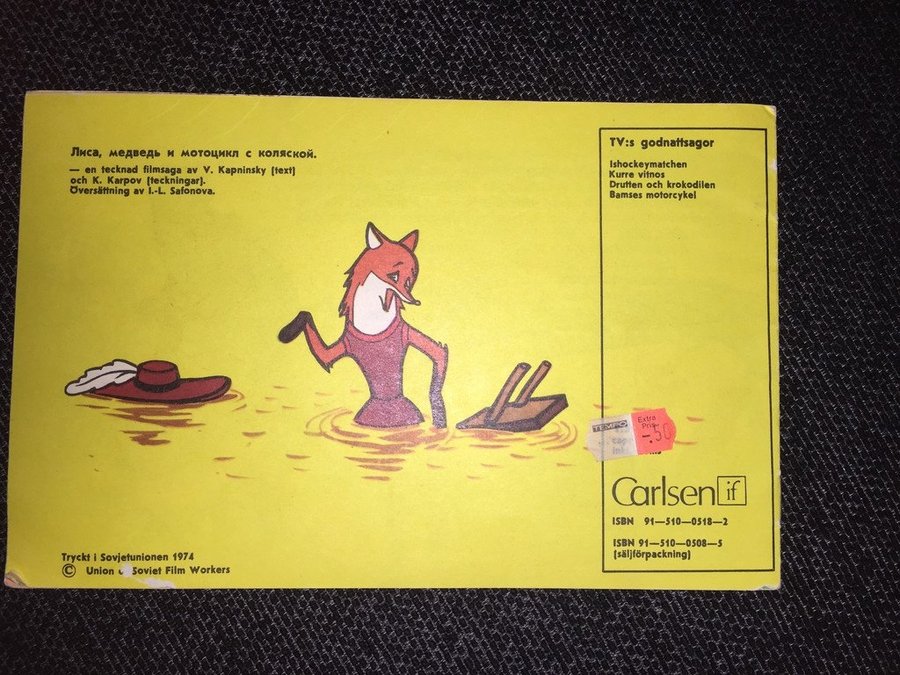 Лиса, медведь и мотоцикл с коляской.
— en tecknad filmsaga av V. Kapninsky (text)
och K. Karpov (teckningar).
Översättning av I.-L. Safonova.
TV:s godnattsagor
Ishockeymatchen
Kurre vitnos
Drutten och krokodilen
Bamses motorcykel
TEMPO
Extra
Pris
-.50
Carlsen if
ISBN 91—510—0518—2
ISBN 91—510—0508—5
(säljförpackning)
Tryckt i Sovjetunionen 1974
© Union Soviet Film Workers